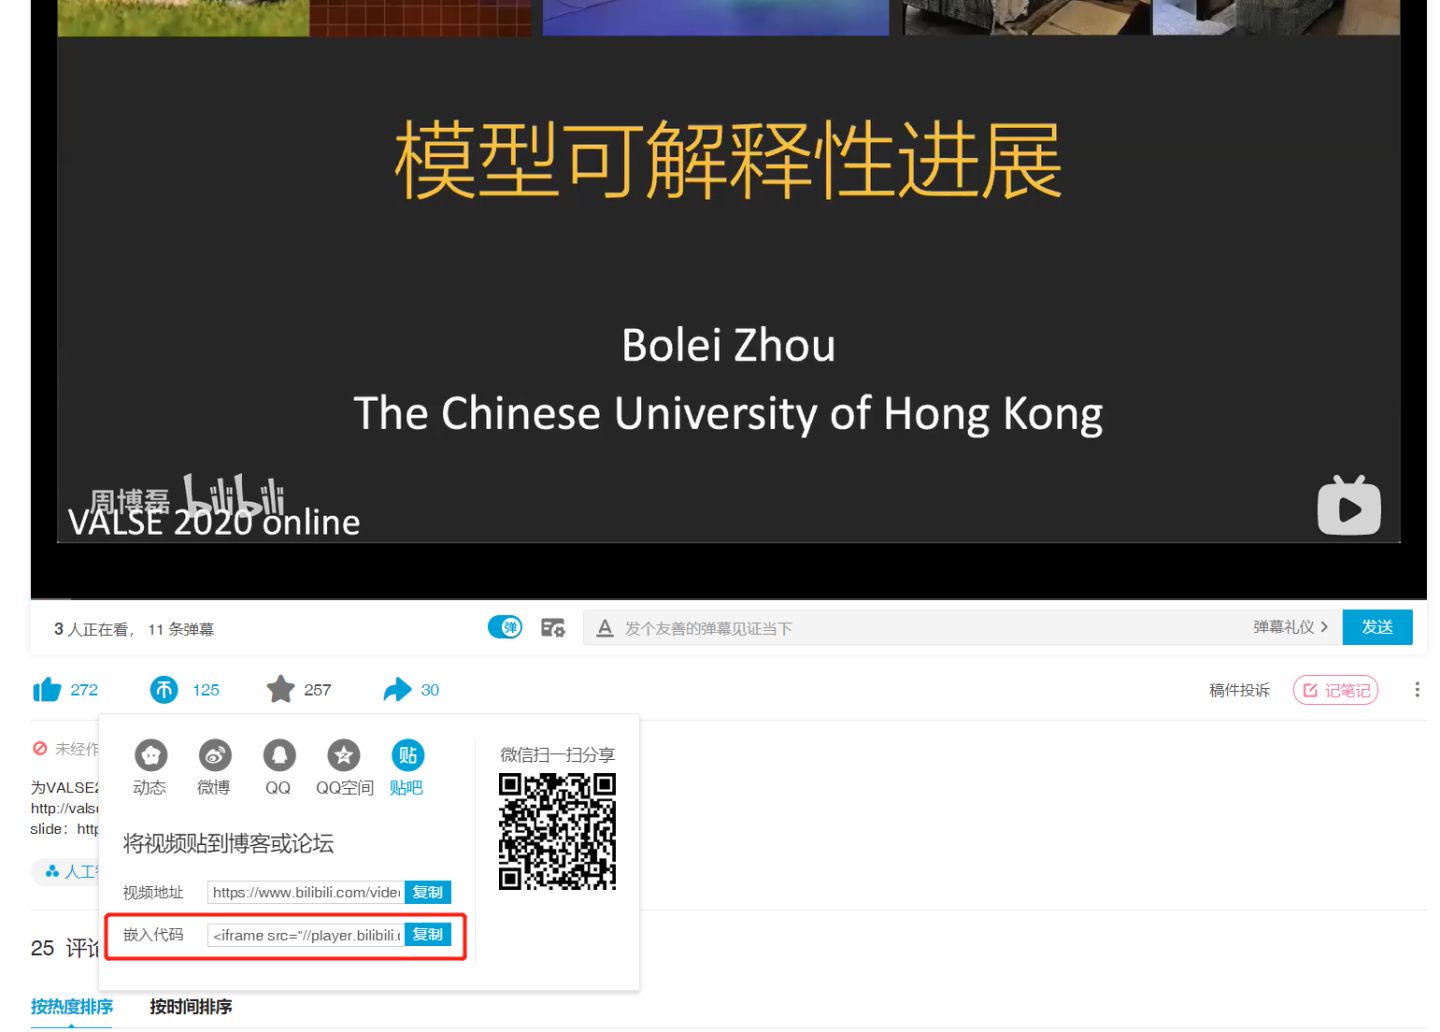 模型可解释性进展
Bolei Zhou
The Chinese University of Hong Kong
周博磊 bilibili
VALSE 2020 online
3 人正在看， 11 条弹幕
弹
发个友善的弹幕见证当下
弹幕礼仪
发送
272
125
257
30
稿件投诉
记笔记
未经作
为VALSE2
http://vals
slide：http
人工
贴
动态
微博
QQ
QQ空间
贴吧
微信扫一扫分享
将视频贴到博客或论坛
视频地址
https://www.bilibili.com/vide
复制
嵌入代码
<iframe src="//player.bilibili.
复制
25 评论
按热度排序
按时间排序